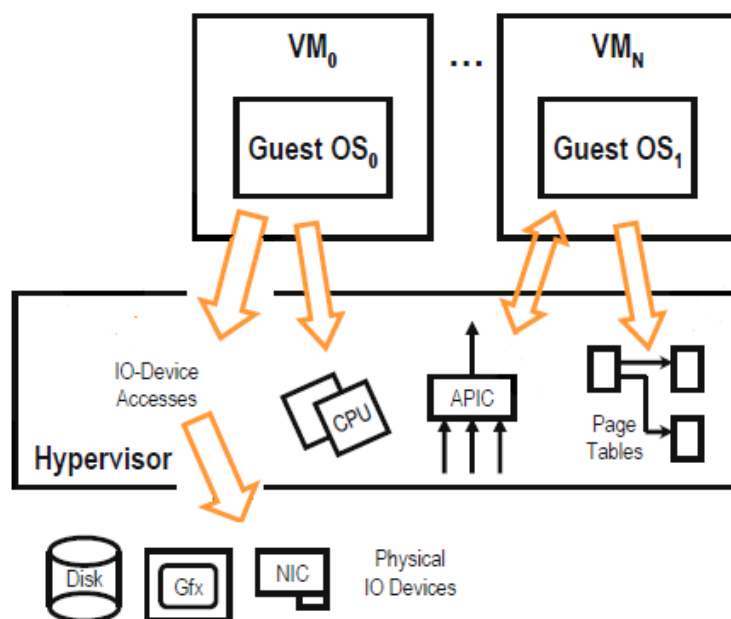 VM₀
...
VM_N
Guest OS₀
Guest OS₁
IO-Device
Accesses
CPU
APIC
Page
Tables
Hypervisor
Disk
Gfx
NIC
Physical
IO Devices